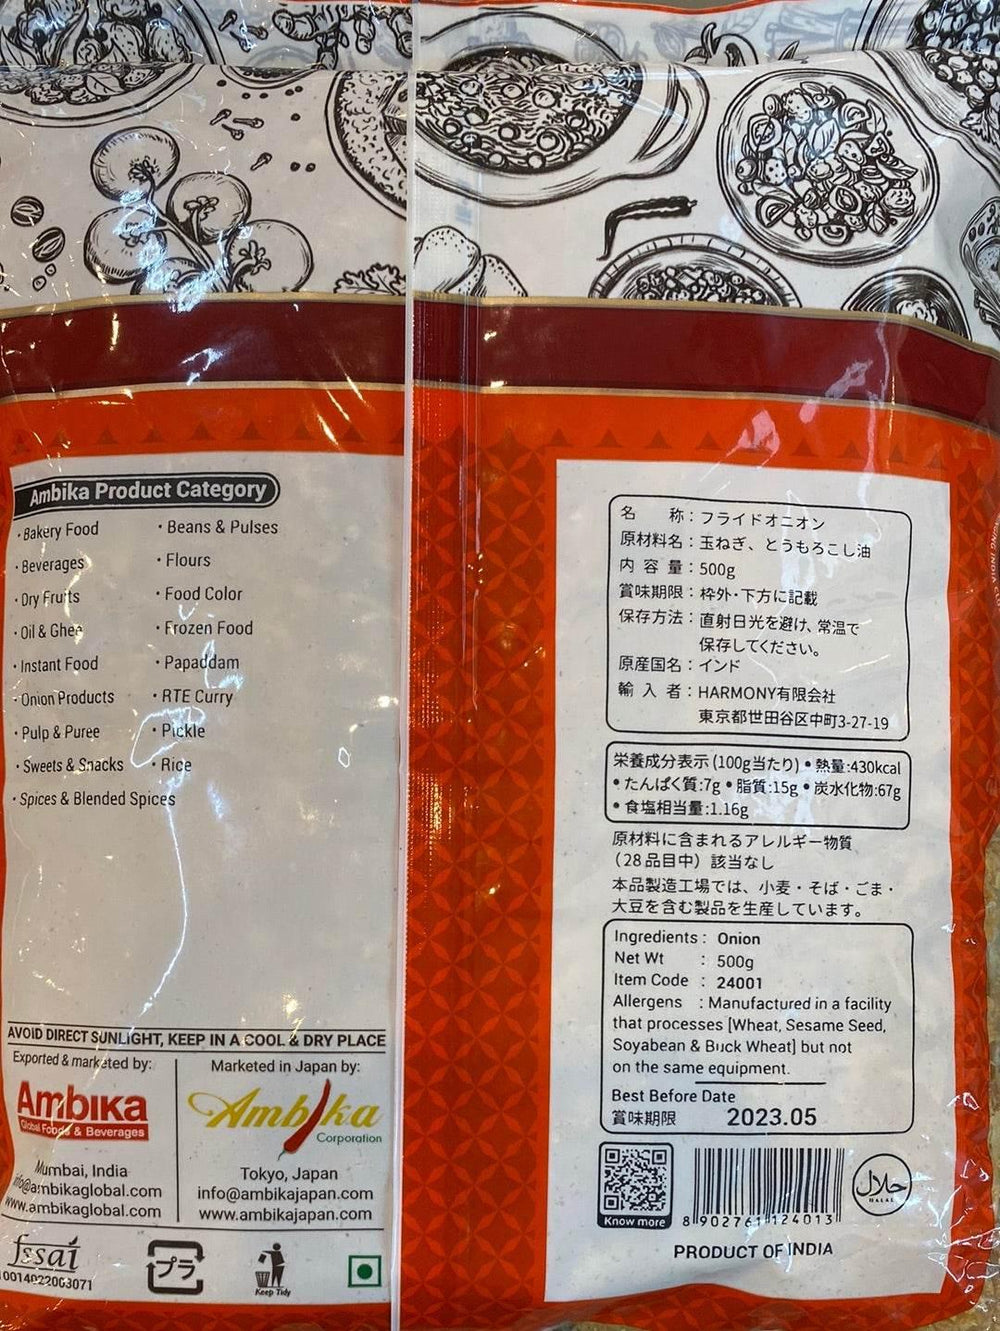 Ambika Product Category
• Bakery Food
• Beverages
• Dry Fruits
• Oil & Ghee
• Instant Food
• Onion Products
• Pulp & Puree
• Sweets & Snacks
• Spices & Blended Spices
• Beans & Pulses
• Flours
• Food Color
• Frozen Food
• Papaddam
• RTE Curry
• Pickle
• Rice
AVOID DIRECT SUNLIGHT, KEEP IN A COOL & DRY PLACE
Exported & marketed by:
Ambika
Global Foods & Beverages
Mumbai, India
info@ambikaglobal.com
www.ambikaglobal.com
Marketed in Japan by:
Ambika
Corporation
Tokyo, Japan
info@ambikajapan.com
www.ambikajapan.com
fssai
プラ
Keep Tidy
名 称：フライドオニオン
原材料名：玉ねぎ、とうもろこし油
内 容 量：500g
賞味期限：枠外・下方に記載
保存方法：直射日光を避け、常温で
保存してください。
原産国名：インド
輸 入 者：HARMONY有限会社
東京都世田谷区中町3-27-19
栄養成分表示 (100g当たり) • 熱量:430kcal
• たんぱく質:7g • 脂質:15g • 炭水化物:67g
• 食塩相当量:1.16g
原材料に含まれるアレルギー物質
（28品目中）該当なし
本品製造工場では、小麦・そば・ごま・
大豆を含む製品を生産しています。
Ingredients : Onion
Net Wt : 500g
Item Code : 24001
Allergens : Manufactured in a facility
that processes [Wheat, Sesame Seed,
Soyabean & Buck Wheat] but not
on the same equipment.
Best Before Date
賞味期限 2023.05
Know more
8 902761 124013
حلال
HALAL
PRODUCT OF INDIA